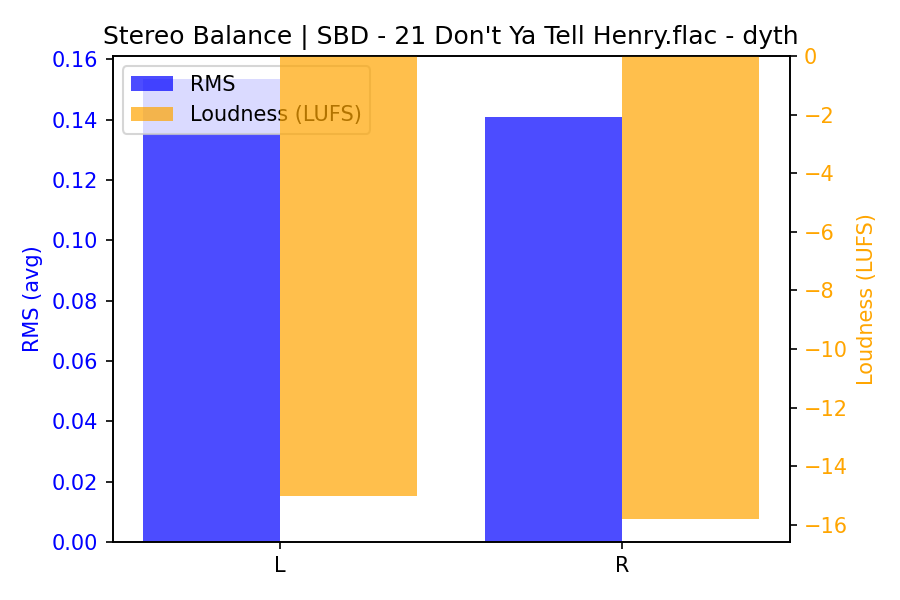 Stereo Balance | SBD - 21 Don't Ya Tell Henry.flac - dyth
RMS
Loudness (LUFS)
RMS (avg)
0.16
0.14
0.12
0.10
0.08
0.06
0.04
0.02
0.00
0
−2
−4
−6
−8
−10
−12
−14
−16
Loudness (LUFS)
L
R